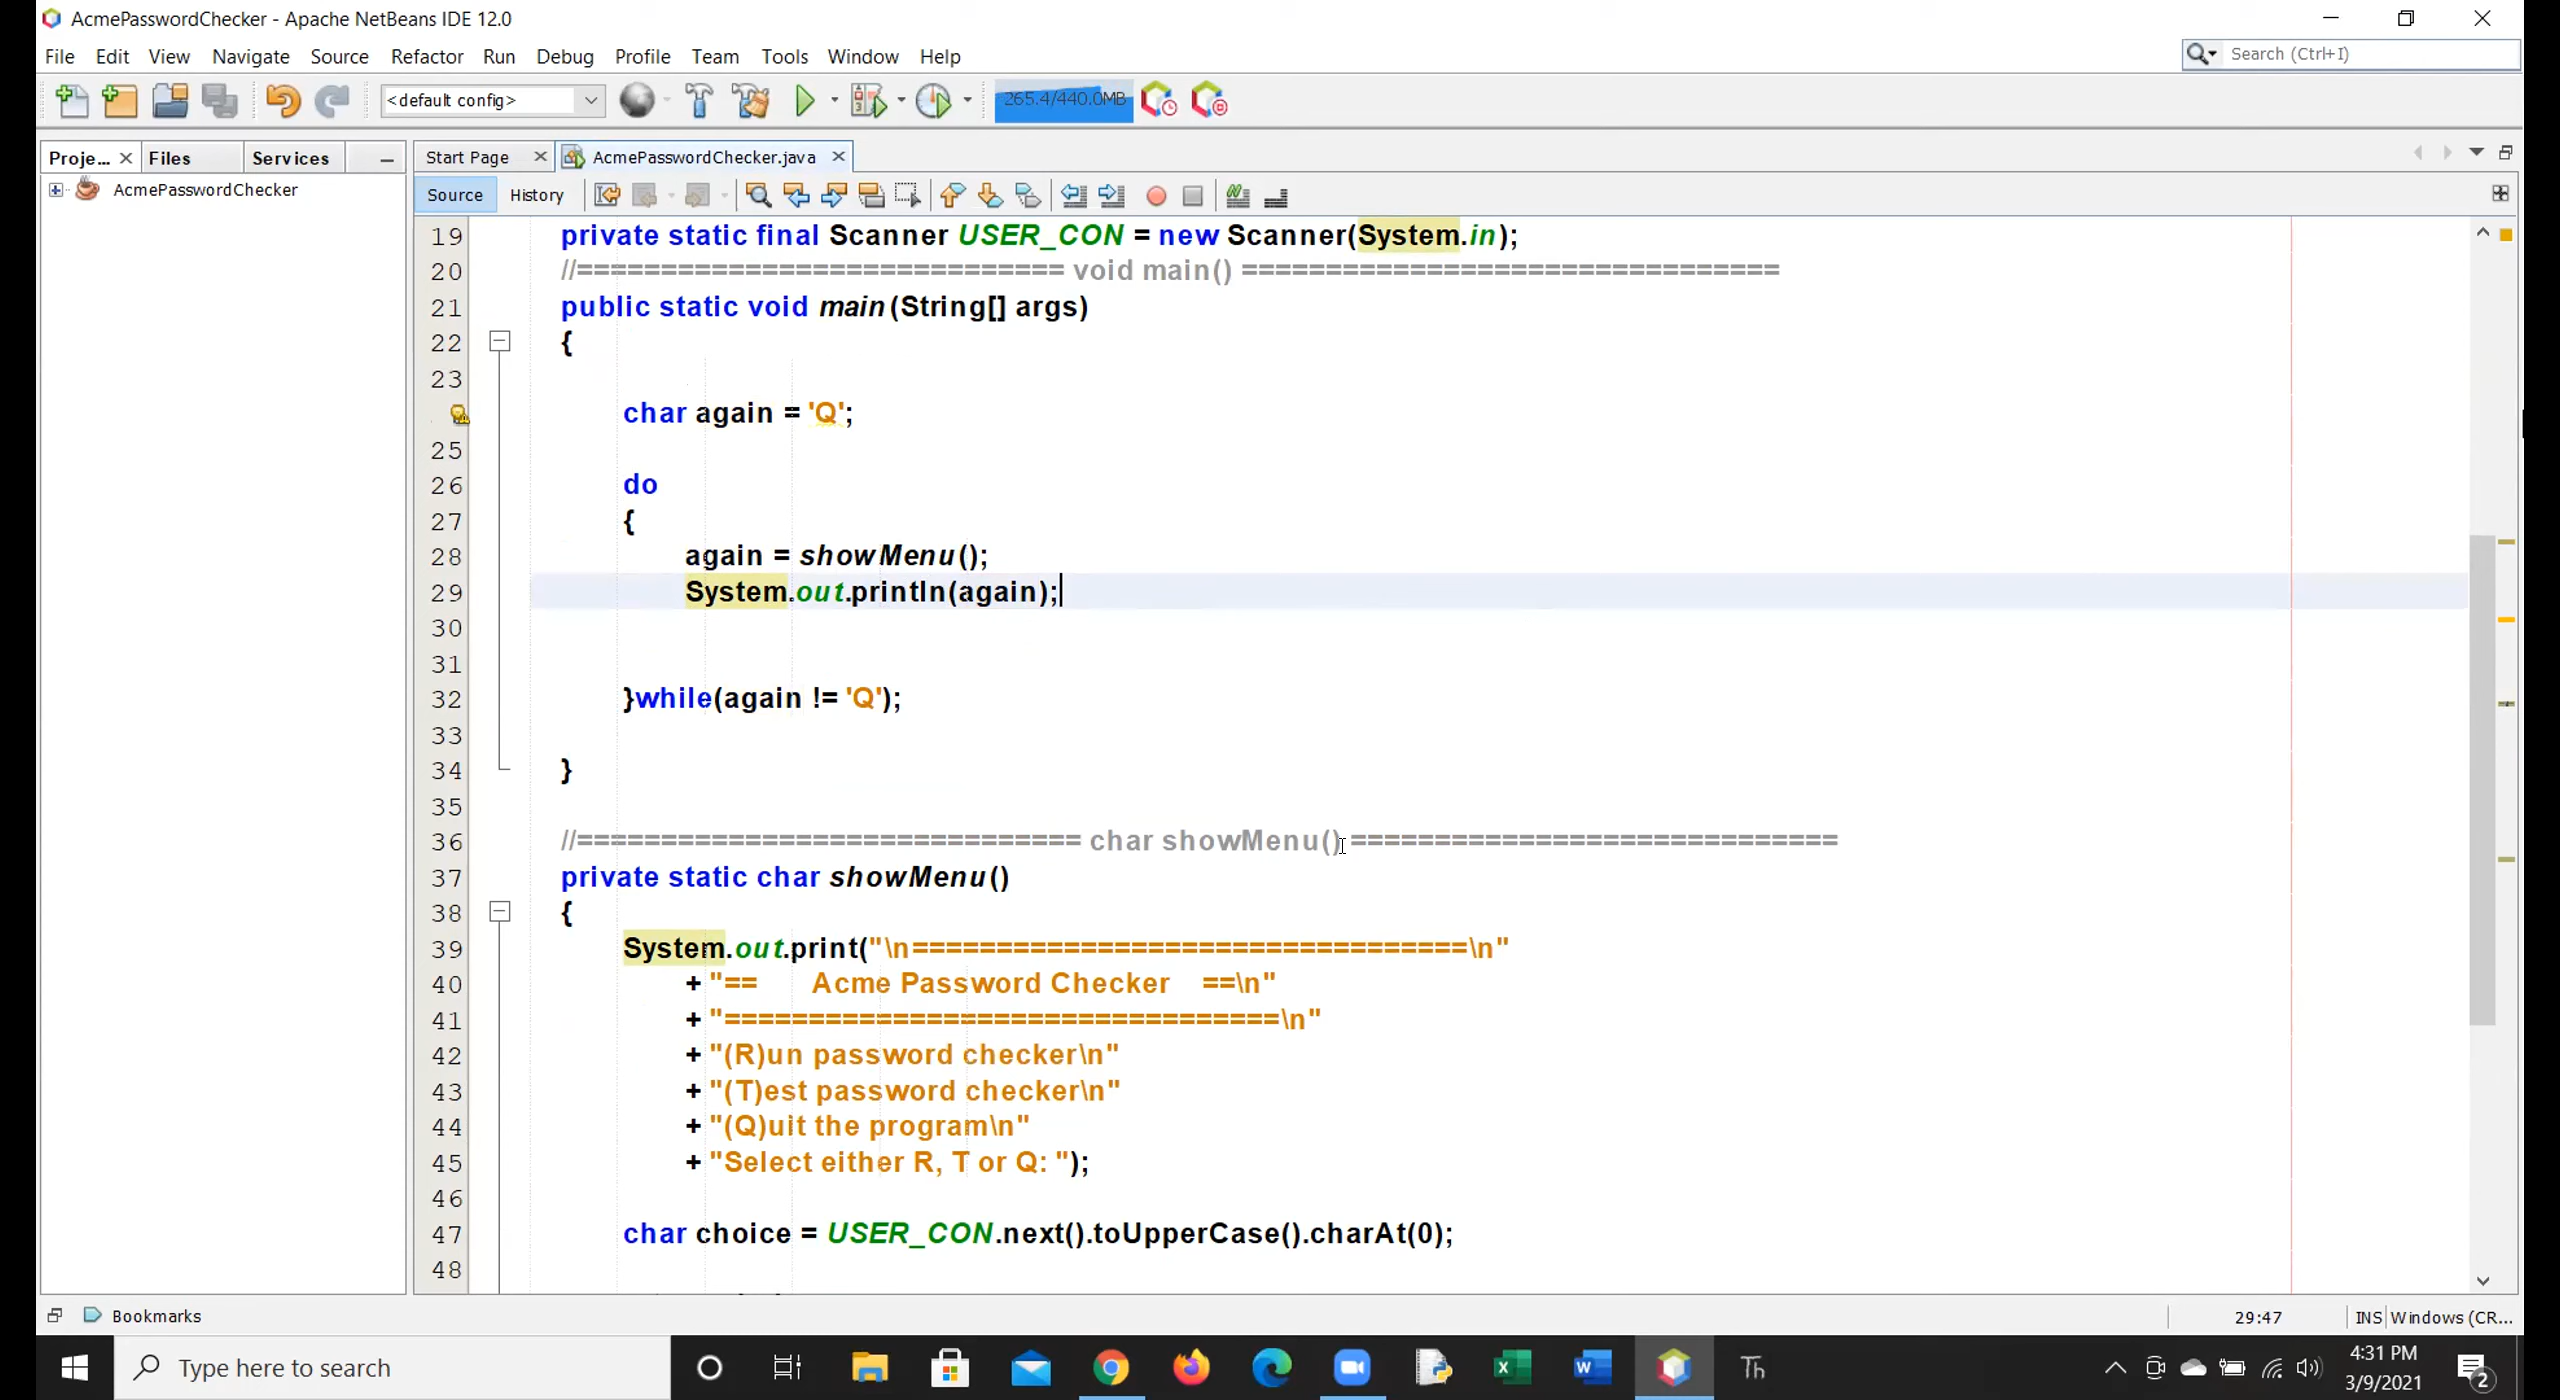 AcmePasswordChecker - Apache NetBeans IDE 12.0
File Edit View Navigate Source Refactor Run Debug Profile Team Tools Window Help
Search (Ctrl+I)
<default config>
265.4/440.0MB
Proje... Files Services
Start Page AcmePasswordChecker.java
AcmePasswordChecker
Source History
19 private static final Scanner USER_CON = new Scanner(System.in);
20 //============================= void main() ================================
21 public static void main(String[] args)
22 {
23
char again = 'Q';
25
26 do
27 {
28 again = showMenu();
29 System.out.println(again);
30
31
32 }while(again != 'Q');
33
34 }
35
36 //============================== char showMenu() =============================
37 private static char showMenu()
38 {
39 System.out.print("\n=================================\n"
40 + "==      Acme Password Checker    ==\n"
41 + "=================================\n"
42 + "(R)un password checker\n"
43 + "(T)est password checker\n"
44 + "(Q)uit the program\n"
45 + "Select either R, T or Q: ");
46
47 char choice = USER_CON.next().toUpperCase().charAt(0);
48
Bookmarks
29:47 INS Windows (CR...
Type here to search
Th
4:31 PM
3/9/2021
2